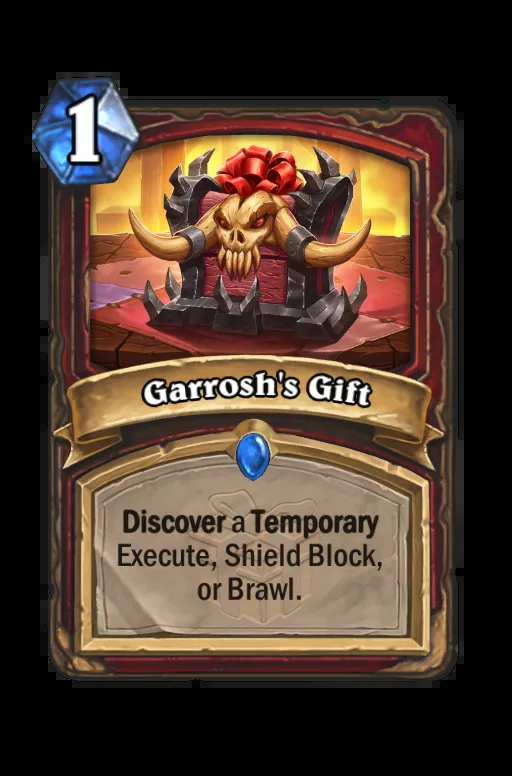 1
Garrosh's Gift
Discover a Temporary
Execute, Shield Block,
or Brawl.